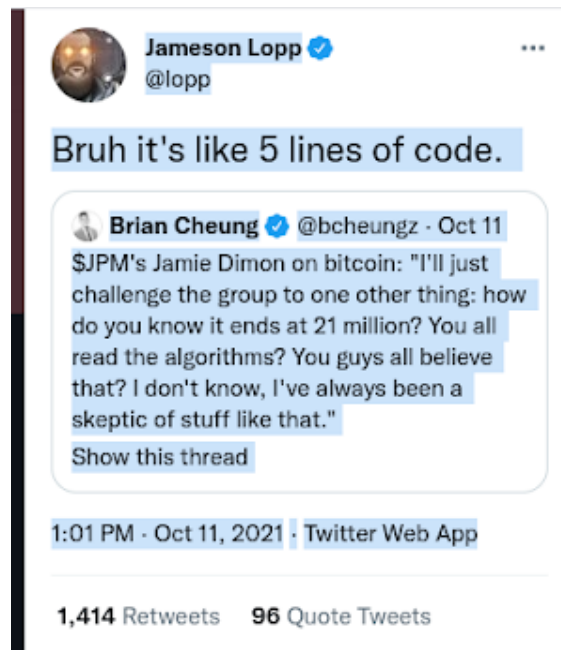 Jameson Lopp
@lopp
Bruh it's like 5 lines of code.
Brian Cheung @bcheungz · Oct 11
$JPM's Jamie Dimon on bitcoin: "I'll just
challenge the group to one other thing: how
do you know it ends at 21 million? You all
read the algorithms? You guys all believe
that? I don't know, I've always been a
skeptic of stuff like that."
Show this thread
1:01 PM · Oct 11, 2021 · Twitter Web App
1,414 Retweets 96 Quote Tweets